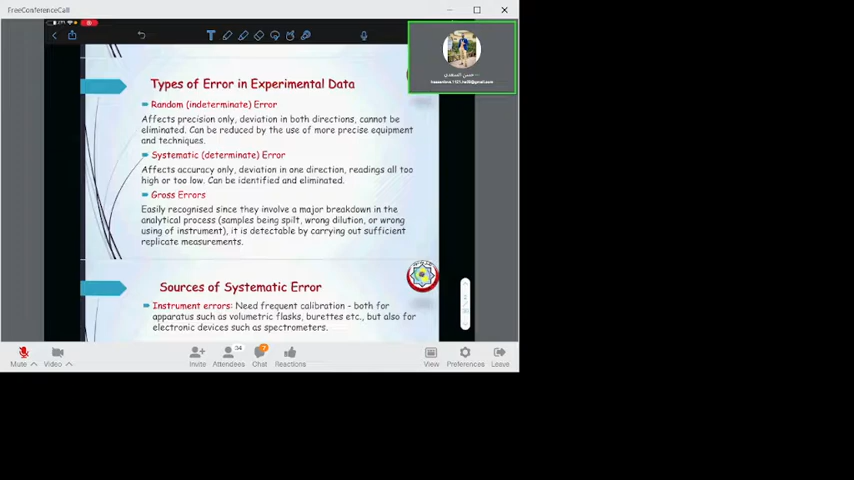 FreeConferenceCall
Types of Error in Experimental Data
Random (indeterminate) Error
Affects precision only, deviation in both directions, cannot be
eliminated. Can be reduced by the use of more precise equipment
and techniques.
Systematic (determinate) Error
Affects accuracy only, deviation in one direction, readings all too
high or too low. Can be identified and eliminated.
Gross Errors
Easily recognised since they involve a major breakdown in the
analytical process (samples being spilt, wrong dilution, or wrong
using of instrument), it is detectable by carrying out sufficient
replicate measurements.
Sources of Systematic Error
Instrument errors: Need frequent calibration - both for
apparatus such as volumetric flasks, burettes etc., but also for
electronic devices such as spectrometers.
34
Mute
Video
Invite
Attendees
Chat
Reactions
View
Preferences
Leave